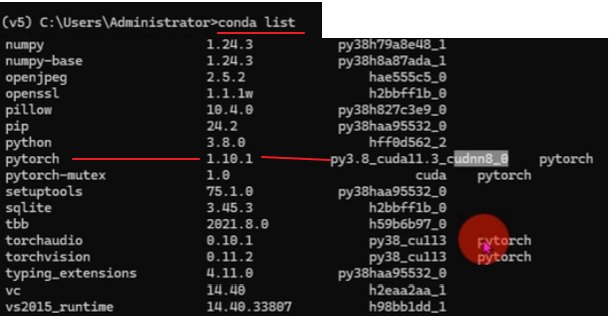 (v5) C:\Users\Administrator>conda list
numpy 1.24.3 py38h79a8e48_1
numpy-base 1.24.3 py38h8a87ada_1
openjpeg 2.5.2 hae555c5_0
openssl 1.1.1w h2bbff1b_0
pillow 10.4.0 py38h827c3e9_0
pip 24.2 py38haa95532_0
python 3.8.0 hff0d562_2
pytorch 1.10.1 py3.8_cuda11.3_cudnn8_0 pytorch
pytorch-mutex 1.0 cuda pytorch
setuptools 75.1.0 py38haa95532_0
sqlite 3.45.3 h2bbff1b_0
tbb 2021.8.0 h59b6b97_0
torchaudio 0.10.1 py38_cu113 pytorch
torchvision 0.11.2 py38_cu113 pytorch
typing_extensions 4.11.0 py38haa95532_0
vc 14.40 h2eaa2aa_1
vs2015_runtime 14.40.33807 h98bb1dd_1